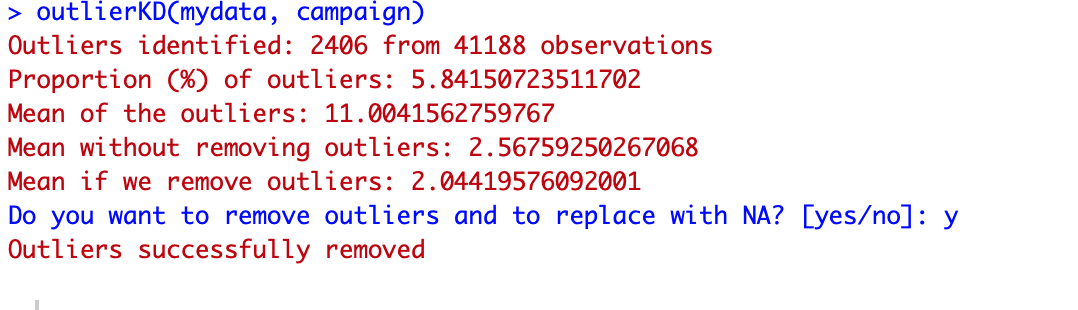 > outlierKD(mydata, campaign)
Outliers identified: 2406 from 41188 observations
Proportion (%) of outliers: 5.84150723511702
Mean of the outliers: 11.0041562759767
Mean without removing outliers: 2.56759250267068
Mean if we remove outliers: 2.04419576092001
Do you want to remove outliers and to replace with NA? [yes/no]: y
Outliers successfully removed